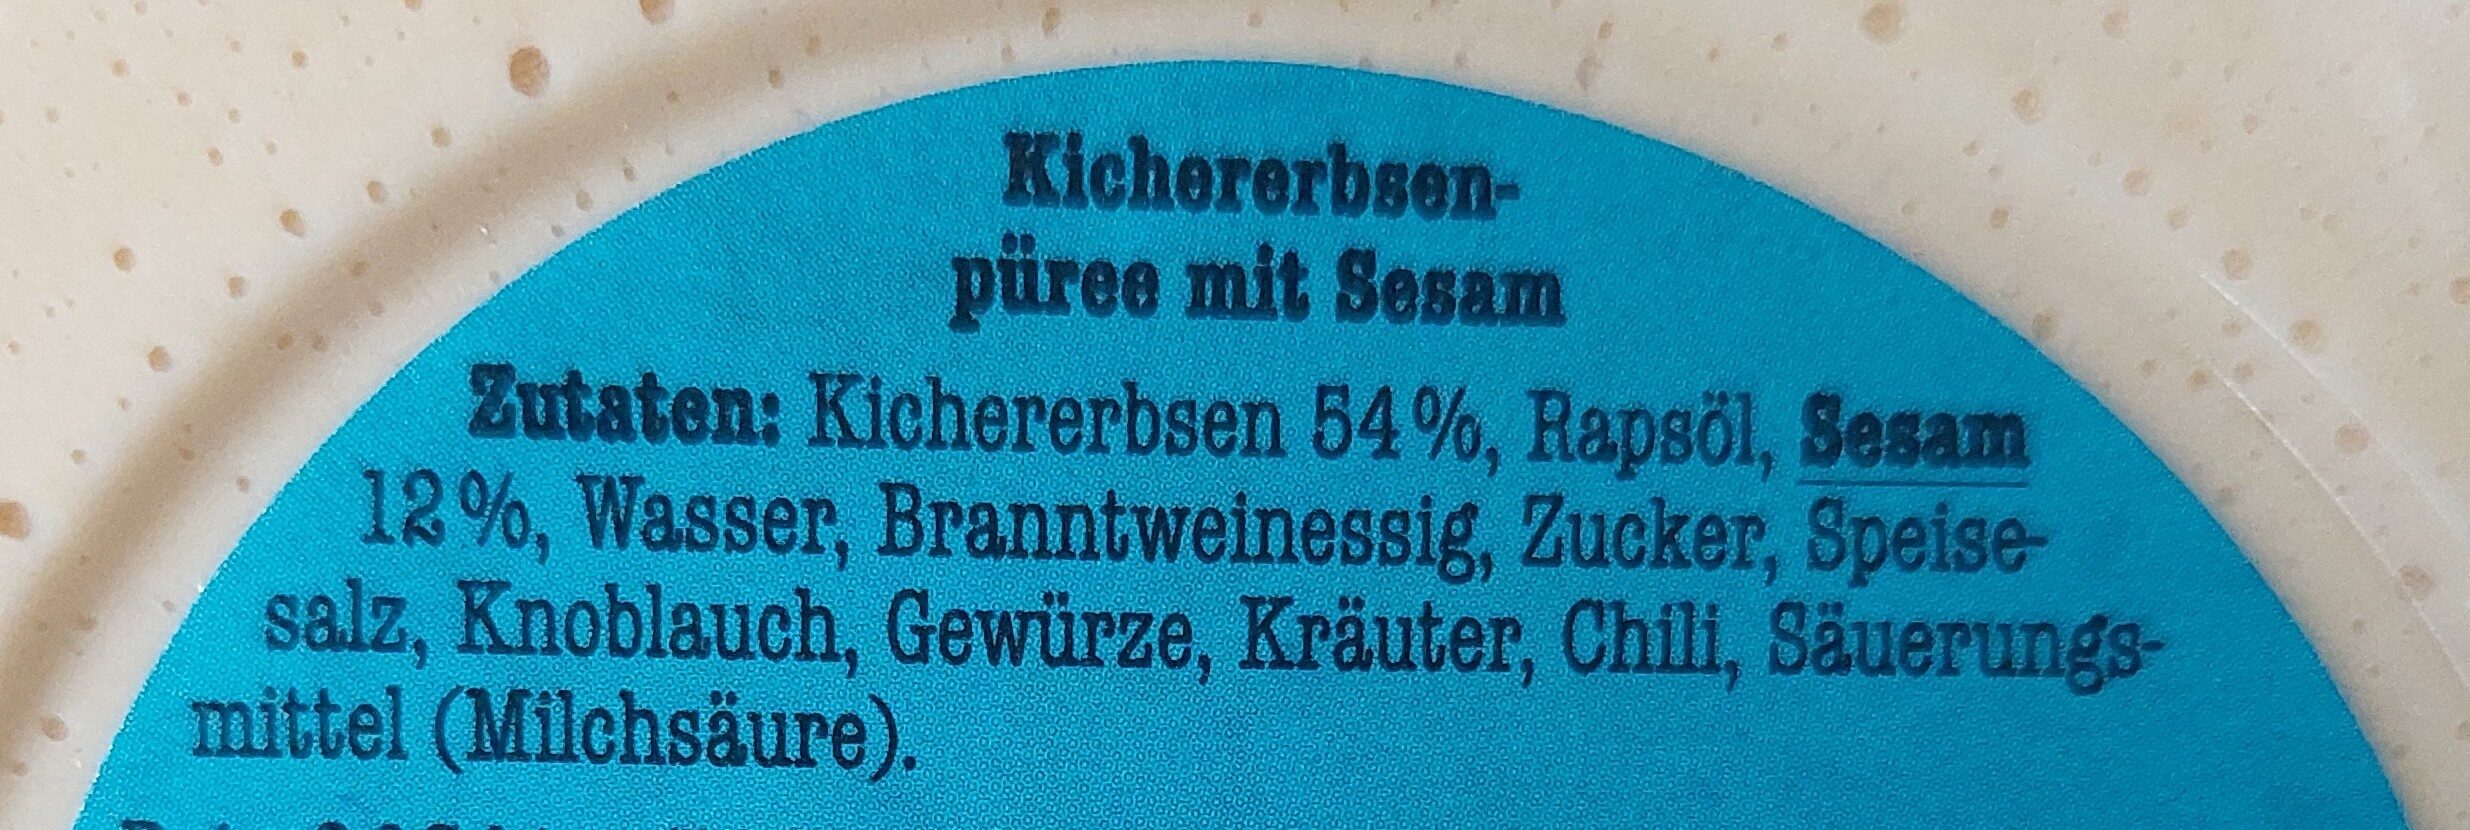 Kichererbsen-
püree mit Sesam
Zutaten: Kichererbsen 54 %, Rapsöl, Sesam
12 %, Wasser, Branntweinessig, Zucker, Speise-
salz, Knoblauch, Gewürze, Kräuter, Chili, Säuerungs-
mittel (Milchsäure).